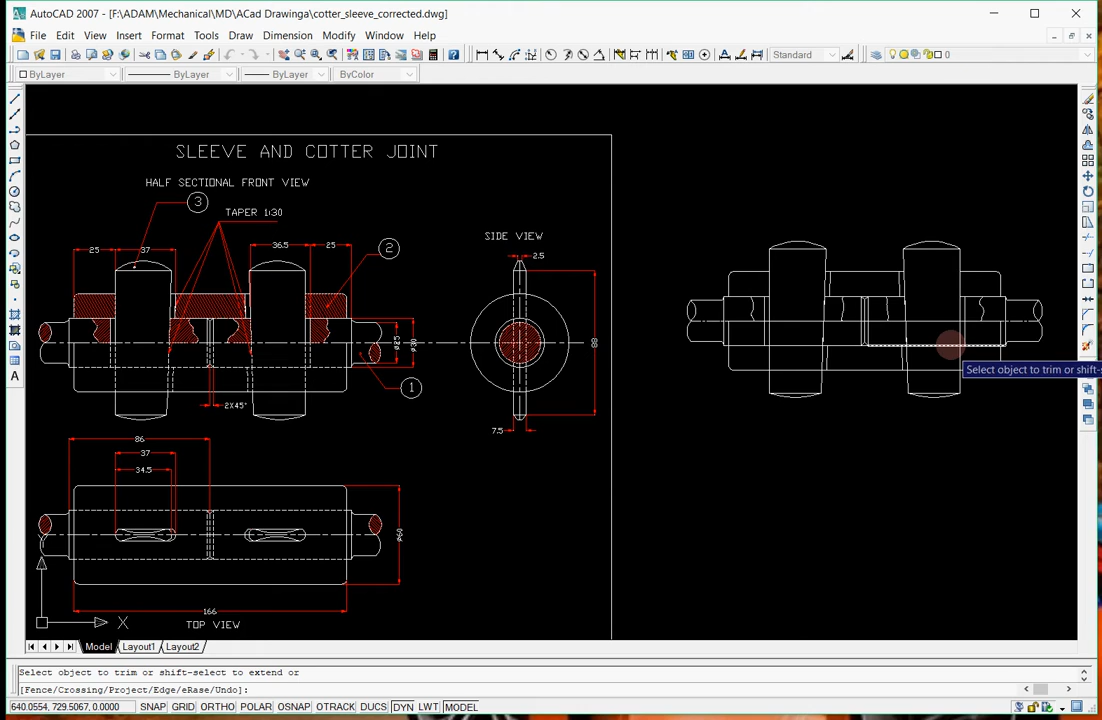 AutoCAD 2007 - [F:\ADAM\Mechanical\MD\ACad Drawinga\cotter_sleeve_corrected.dwg]
File Edit View Insert Format Tools Draw Dimension Modify Window Help
Standard 0
ByLayer ByLayer ByLayer ByColor
SLEEVE AND COTTER JOINT
HALF SECTIONAL FRONT VIEW
3
TAPER 1:30
SIDE VIEW
25 37 36.5 25
2
2.5
Ø25 Ø30
88
1
2X45°
7.5
86
37
34.5
Ø60
166
X
TOP VIEW
Select object to trim or shift-s
Model Layout1 Layout2
Select object to trim or shift-select to extend or
[Fence/Crossing/Project/Edge/eRase/Undo]:
640.0554, 729.5067, 0.0000 SNAP GRID ORTHO POLAR OSNAP OTRACK DUCS DYN LWT MODEL